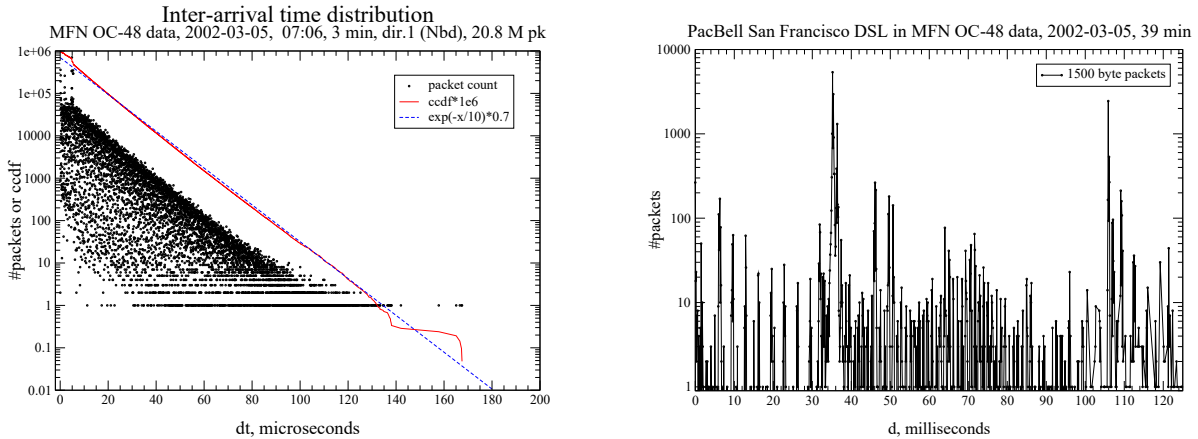 Inter-arrival time distribution
MFN OC-48 data, 2002-03-05, 07:06, 3 min, dir.1 (Nbd), 20.8 M pk
1e+06
1e+05
10000
1000
100
10
1
0.1
0.01
#packets or ccdf
packet count
ccdf*1e6
exp(-x/10)*0.7
0 20 40 60 80 100 120 140 160 180 200
dt, microseconds
PacBell San Francisco DSL in MFN OC-48 data, 2002-03-05, 39 min
10000
1000
100
10
1
#packets
1500 byte packets
0 10 20 30 40 50 60 70 80 90 100 110 120
d, milliseconds